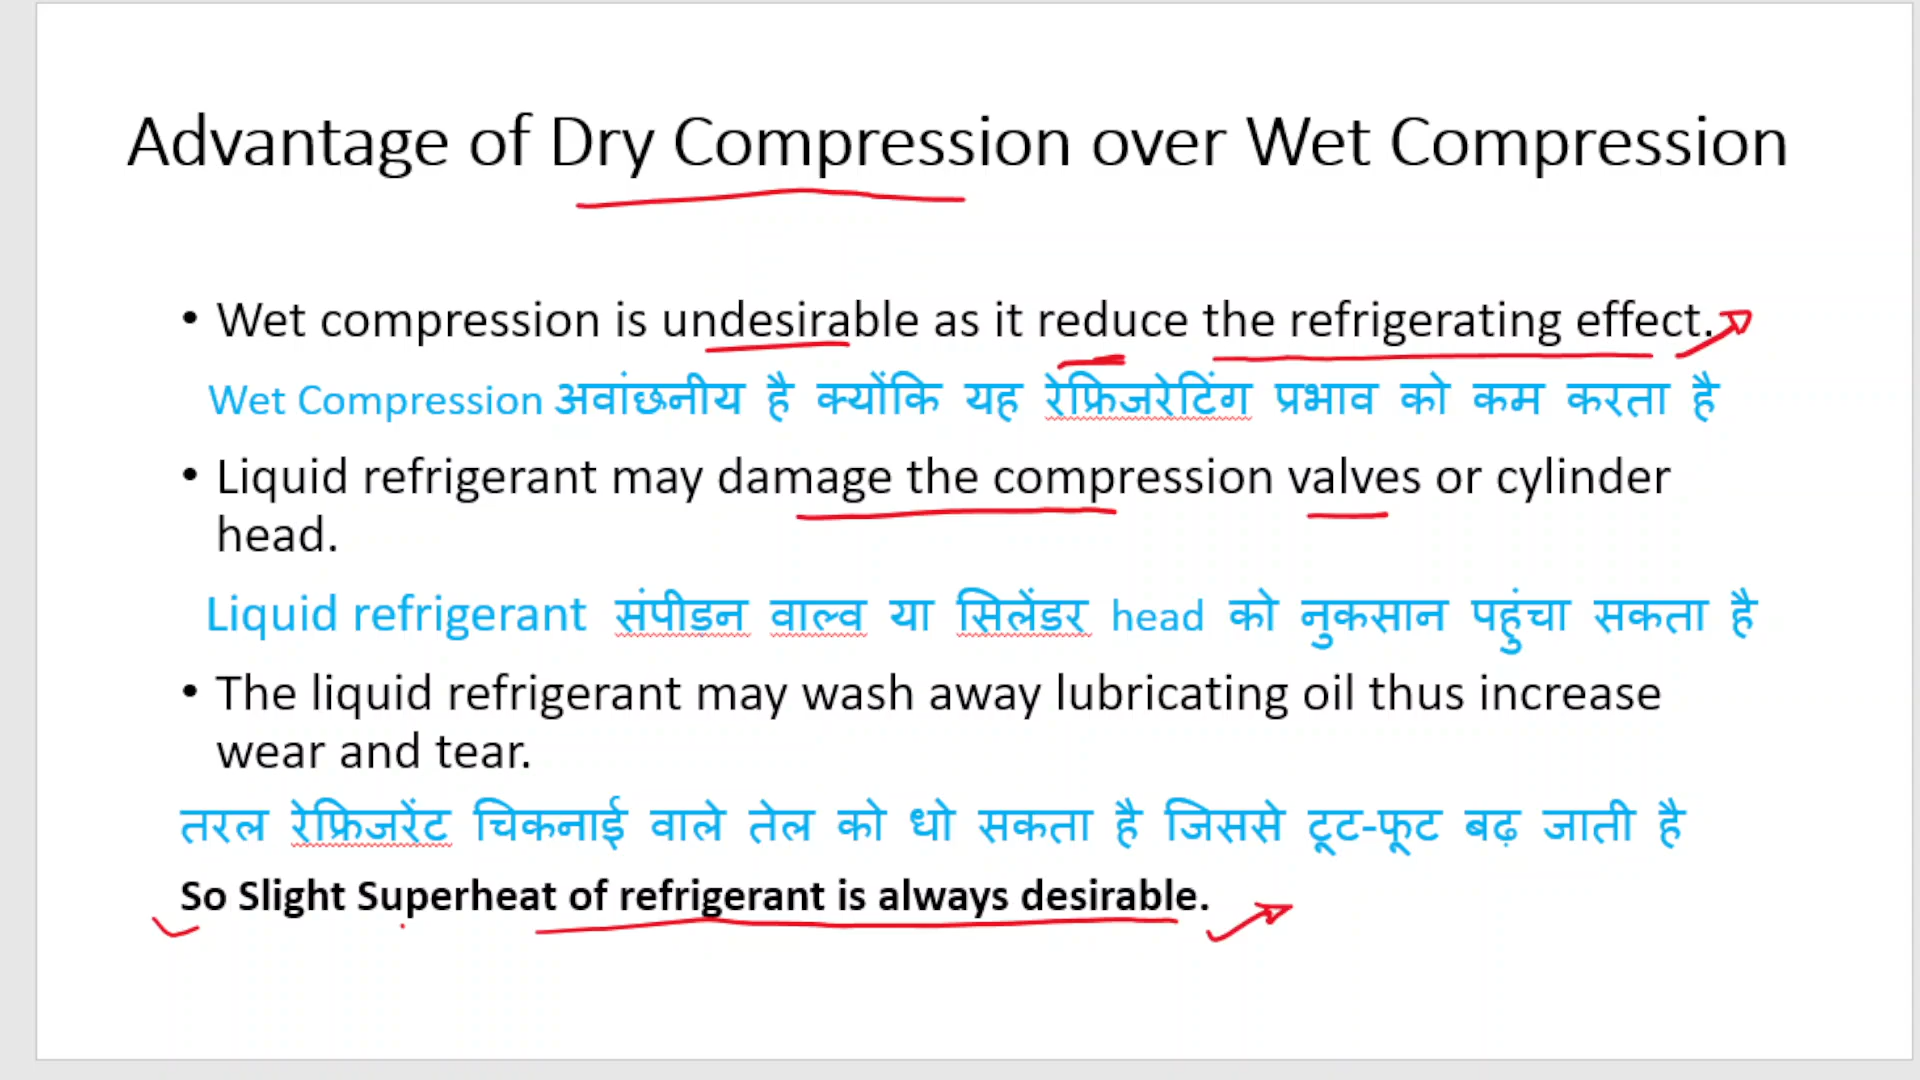 Advantage of Dry Compression over Wet Compression
• Wet compression is undesirable as it reduce the refrigerating effect.
Wet Compression अवांछनीय है क्योंकि यह रेफ्रिजरेटिंग प्रभाव को कम करता है
• Liquid refrigerant may damage the compression valves or cylinder
head.
Liquid refrigerant संपीडन वाल्व या सिलेंडर head को नुकसान पहुंचा सकता है
• The liquid refrigerant may wash away lubricating oil thus increase
wear and tear.
तरल रेफ्रिजरेंट चिकनाई वाले तेल को धो सकता है जिससे टूट-फूट बढ़ जाती है
So Slight Superheat of refrigerant is always desirable.